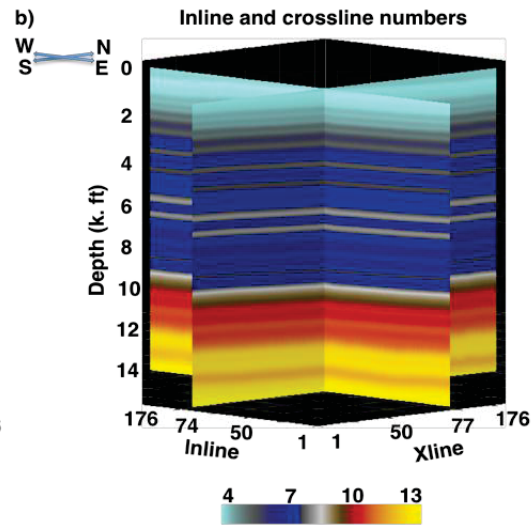 b)
Inline and crossline numbers
W N
S E
Depth (k. ft)
0
2
4
6
8
10
12
14
176 74 50 1 1 50 77 176
Inline Xline
4 7 10 13